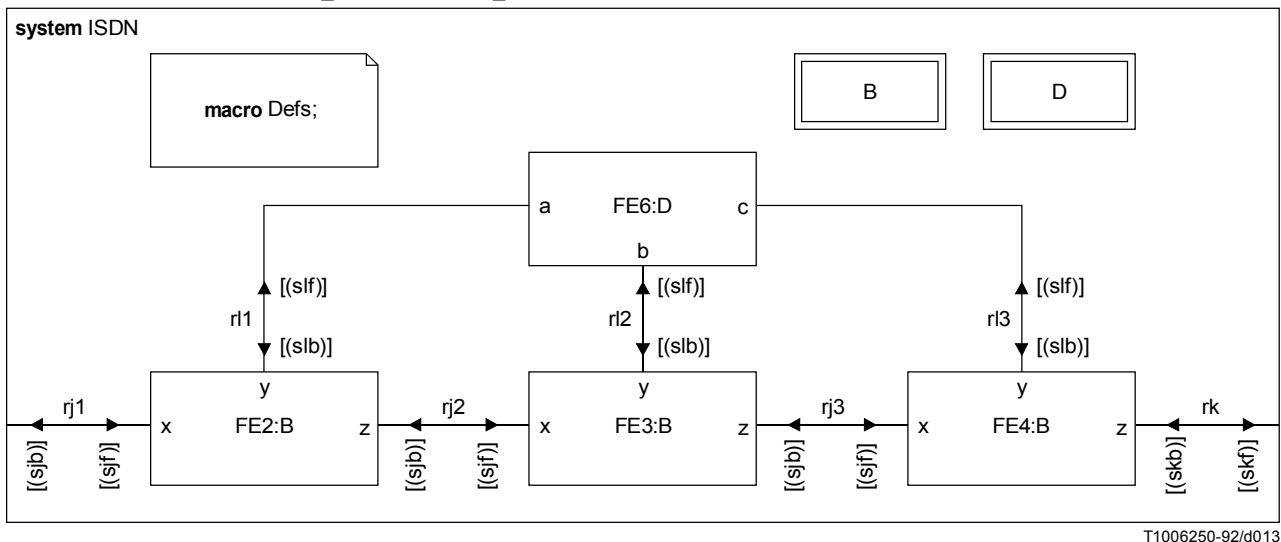 system ISDN
macro Defs;
B
D
a
FE6:D
c
b
[(slf)]
[(slf)]
[(slf)]
rl1
rl2
rl3
[(slb)]
[(slb)]
[(slb)]
rj1
y
rj2
y
rj3
y
rk
x
FE2:B
z
x
FE3:B
z
x
FE4:B
z
[(sjb)]
[(sjf)]
[(sjb)]
[(sjf)]
[(sjb)]
[(sjf)]
[(skb)]
[(skf)]
T1006250-92/d013